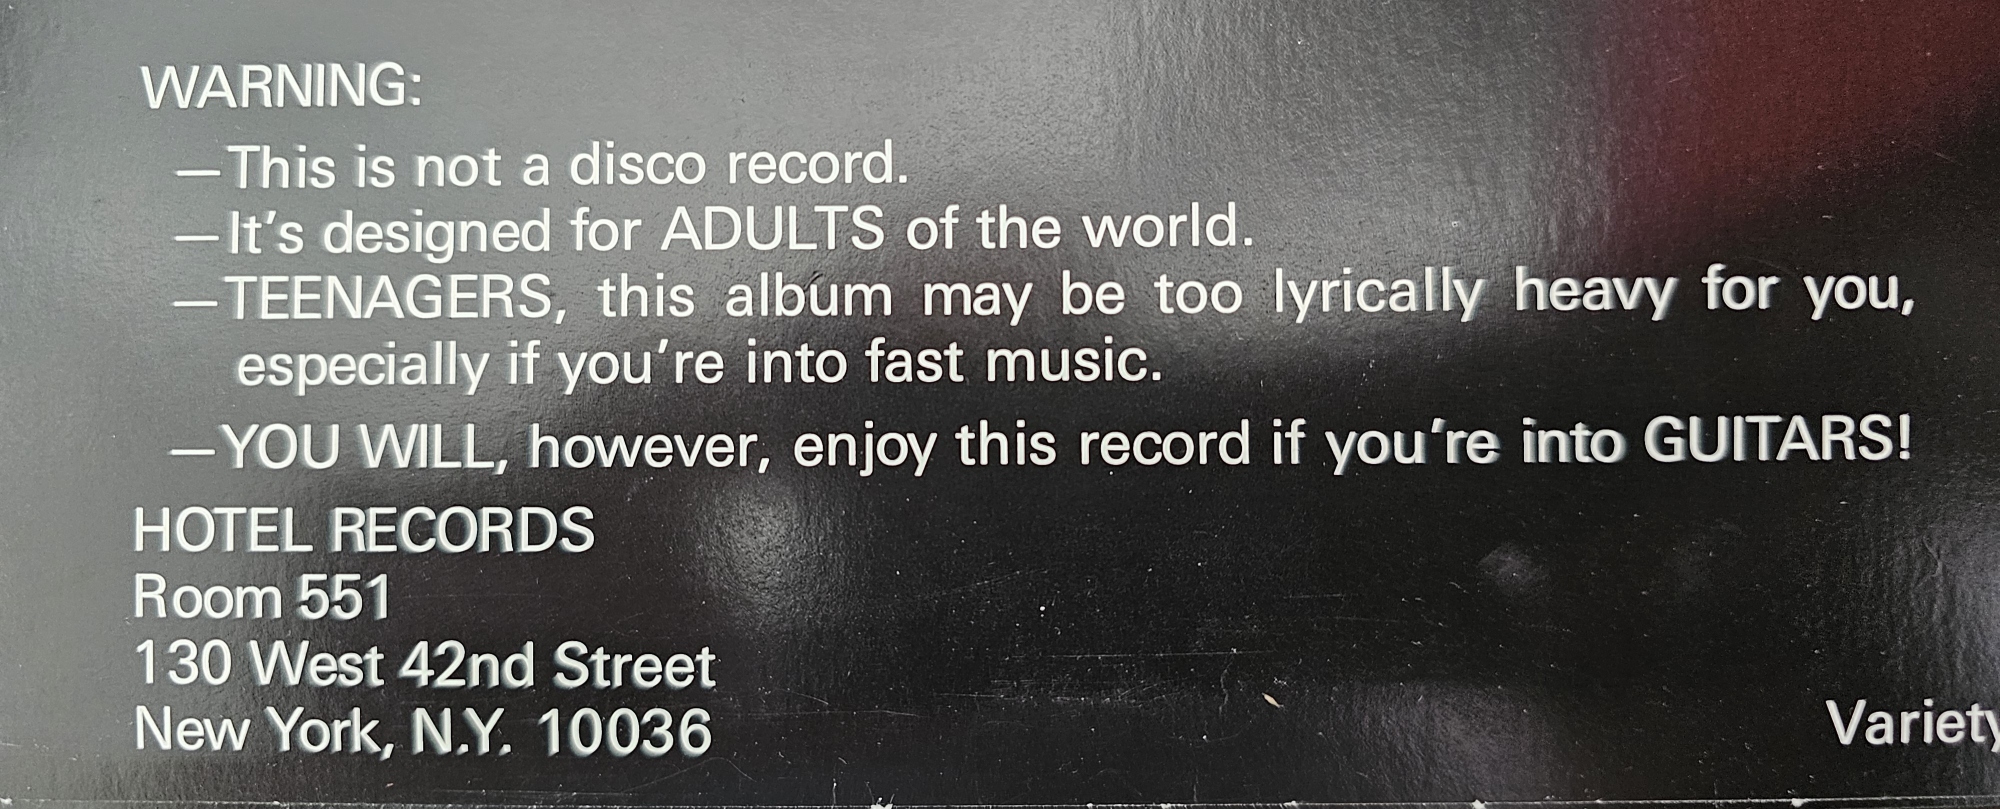 WARNING:
—This is not a disco record.
—It's designed for ADULTS of the world.
—TEENAGERS, this album may be too lyrically heavy for you,
especially if you're into fast music.
—YOU WILL, however, enjoy this record if you're into GUITARS!
HOTEL RECORDS
Room 551
130 West 42nd Street
New York, N.Y. 10036
Variety